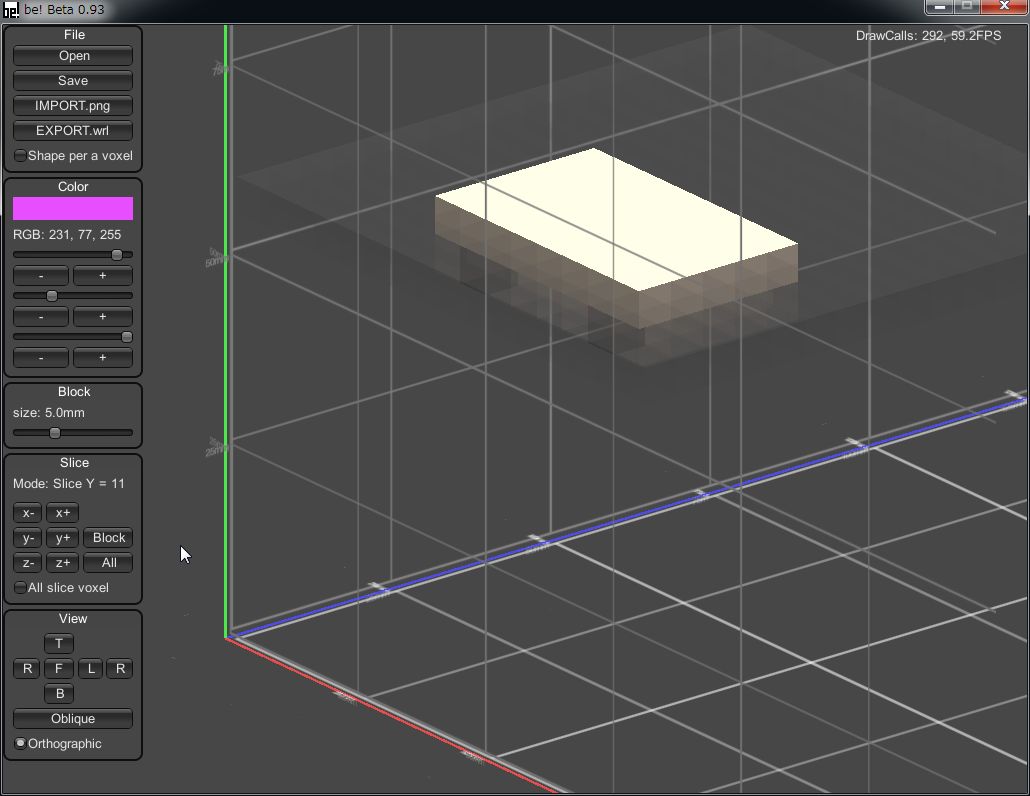 be! be! Beta 0.93
DrawCalls: 292, 59.2FPS
File
Open
Save
IMPORT.png
EXPORT.wrl
Shape per a voxel
Color
RGB: 231, 77, 255
- +
- +
- +
Block
size: 5.0mm
Slice
Mode: Slice Y = 11
x- x+
y- y+ Block
z- z+ All
All slice voxel
View
T
R F L R
B
Oblique
Orthographic
50mm
25mm